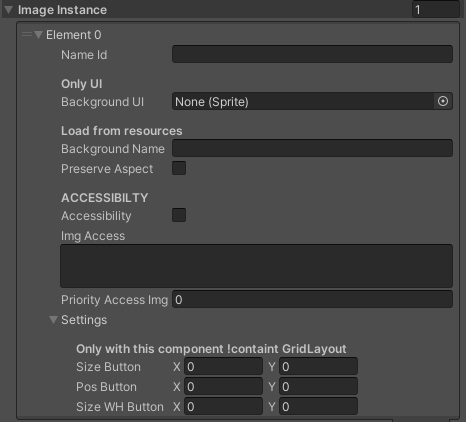 Image Instance 1
Element 0
Name Id
Only UI
Background UI None (Sprite)
Load from resources
Background Name
Preserve Aspect
ACCESSIBILTY
Accessibility
Img Access
Priority Access Img 0
Settings
Only with this component !containt GridLayout
Size Button X 0 Y 0
Pos Button X 0 Y 0
Size WH Button X 0 Y 0